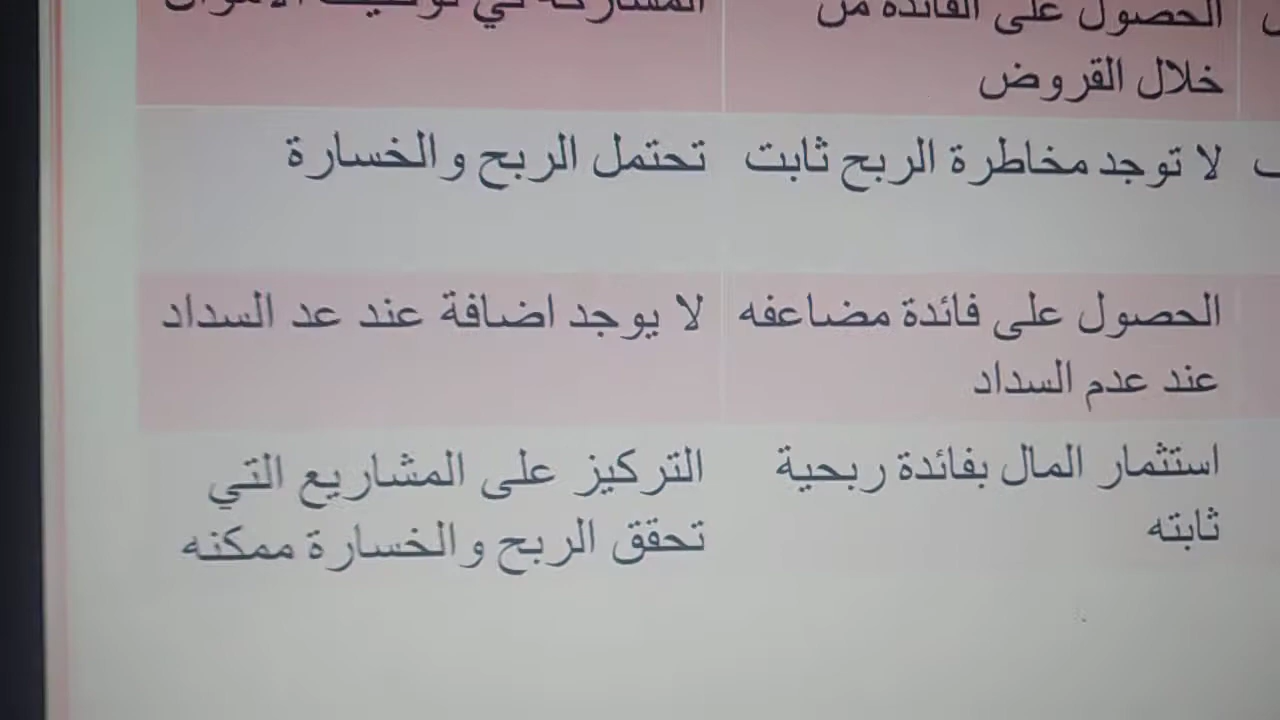 الحصول على الفائدة من
خلال القروض
لا توجد مخاطرة الربح ثابت
تحتمل الربح والخسارة
الحصول على فائدة مضاعفه
عند عدم السداد
لا يوجد اضافة عند عد السداد
استثمار المال بفائدة ربحية
ثابته
التركيز على المشاريع التي
تحقق الربح والخسارة ممكنه